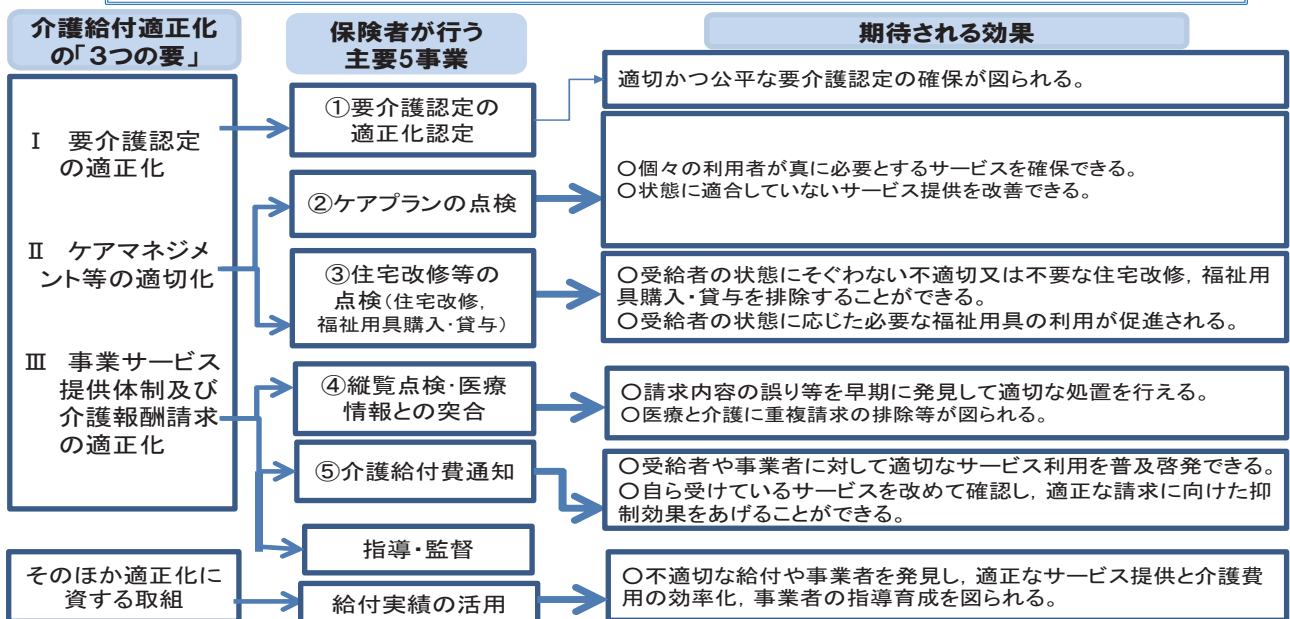 介護給付適正化
の「3つの要」
保険者が行う
主要5事業
期待される効果
Ⅰ 要介護認定
の適正化
Ⅱ ケアマネジメ
ント等の適切化
Ⅲ 事業サービス
提供体制及び
介護報酬請求
の適正化
そのほか適正化に
資する取組
①要介護認定の
適正化認定
②ケアプランの点検
③住宅改修等の
点検(住宅改修,
福祉用具購入・貸与)
④縦覧点検・医療
情報との突合
⑤介護給付費通知
指導・監督
給付実績の活用
適切かつ公平な要介護認定の確保が図られる。
〇個々の利用者が真に必要とするサービスを確保できる。
〇状態に適合していないサービス提供を改善できる。
〇受給者の状態にそぐわない不適切又は不要な住宅改修,福祉用
具購入・貸与を排除することができる。
〇受給者の状態に応じた必要な福祉用具の利用が促進される。
〇請求内容の誤り等を早期に発見して適切な処置を行える。
〇医療と介護に重複請求の排除等が図られる。
〇受給者や事業者に対して適切なサービス利用を普及啓発できる。
〇自ら受けているサービスを改めて確認し,適正な請求に向けた抑
制効果をあげることができる。
〇不適切な給付や事業者を発見し,適正なサービス提供と介護費
用の効率化,事業者の指導育成を図られる。